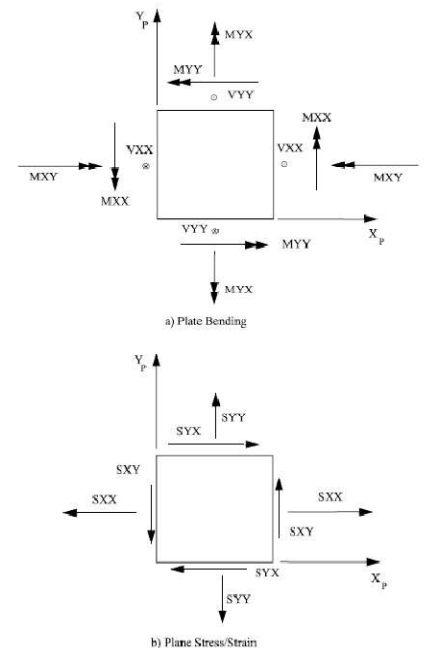 Y P
MYX
MYY
VYY
MXX
VXX
VXX
MXY
MXY
MXX
VYY
X P
MYY
MYX
a) Plate Bending
Y P
SYY
SYX
SXY
SXX
SXX
SXY
SYX
X P
SYY
b) Plane Stress/Strain